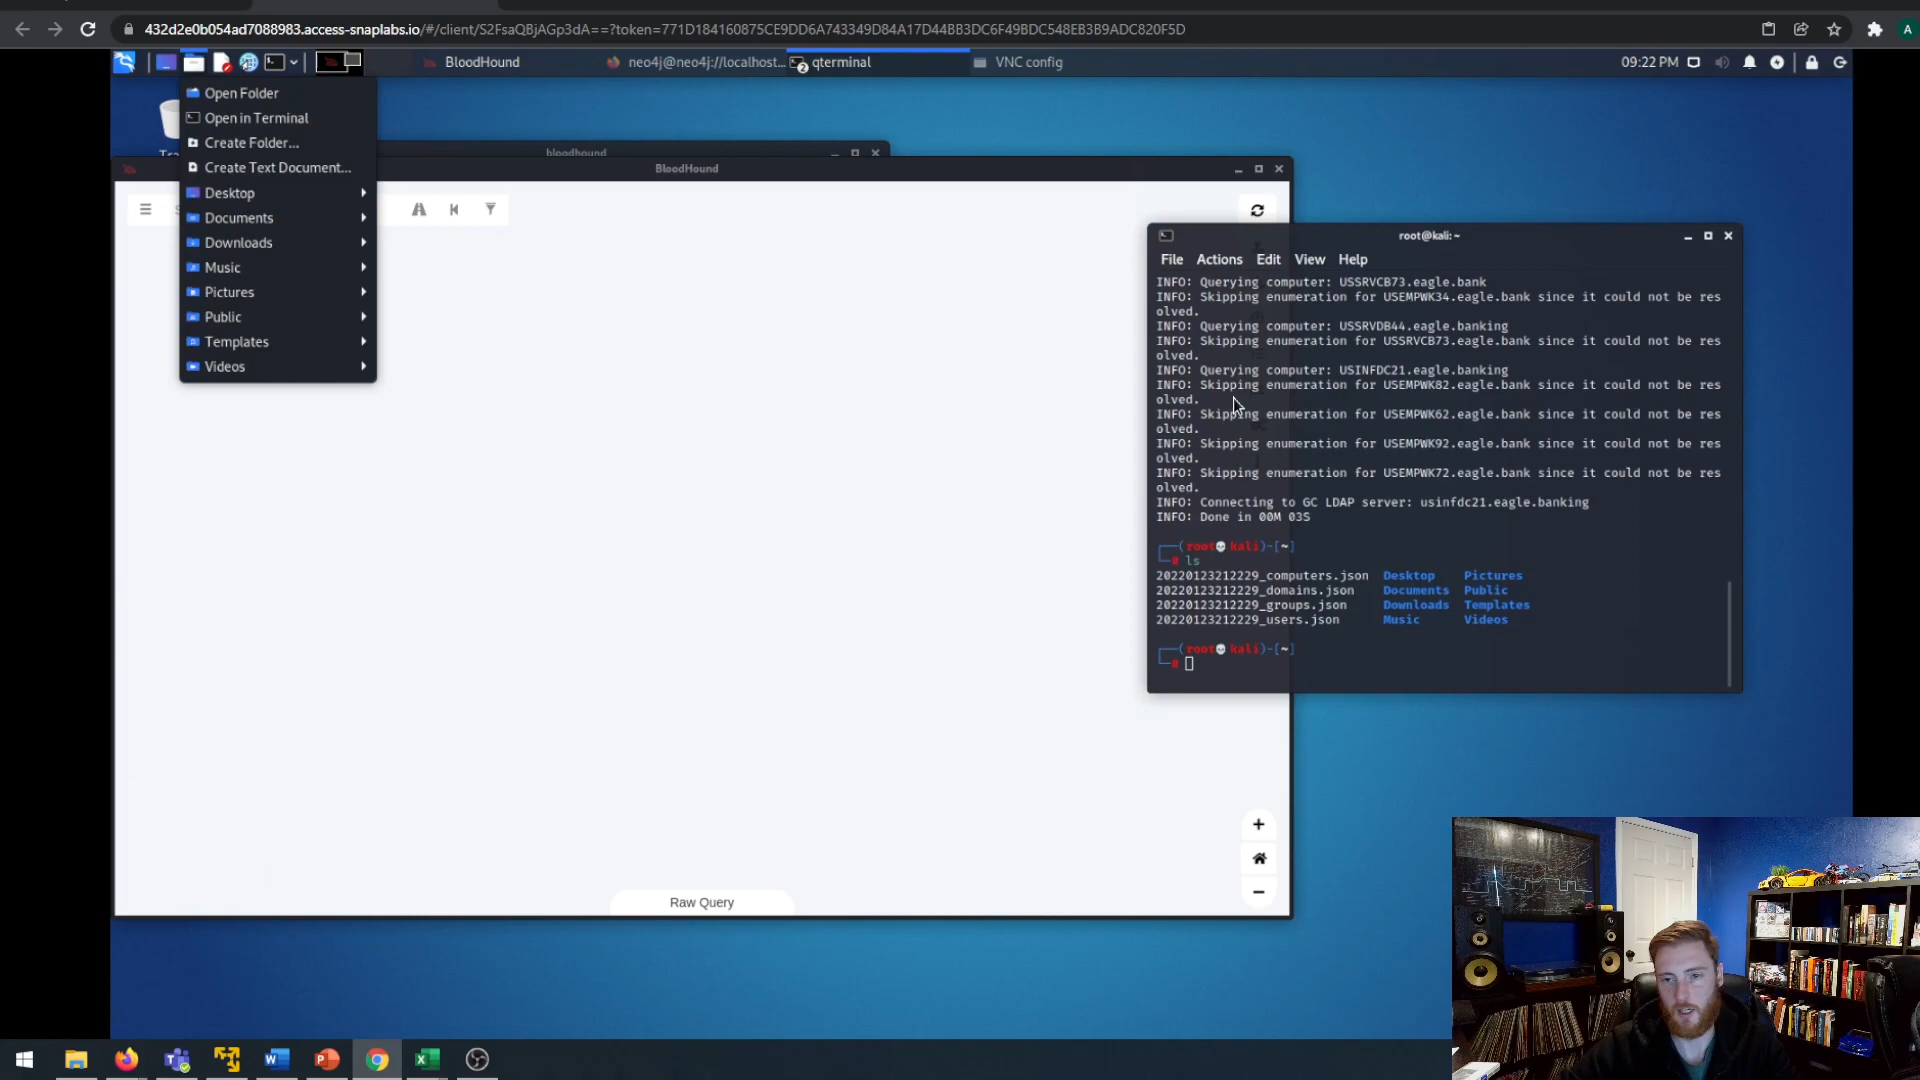 432d2e0b054ad7088983.access-snaplabs.io/#/client/S2FsaQBjAGp3dA==?token=771D184160875CE9DD6A743349D84A17D44BB3DC6F49BDC548EB3B9ADC820F5D
A
BloodHound
neo4j@neo4j://localhost...
2
qterminal
VNC config
09:22 PM
Open Folder
Open in Terminal
Create Folder...
Create Text Document...
Desktop
Documents
Downloads
Music
Pictures
Public
Templates
Videos
bloodhound
BloodHound
Raw Query
root@kali:~
File Actions Edit View Help
INFO: Querying computer: USSRVCB73.eagle.bank
INFO: Skipping enumeration for USEMPWK34.eagle.bank since it could not be res
olved.
INFO: Querying computer: USSRVDB44.eagle.banking
INFO: Skipping enumeration for USSRVCB73.eagle.bank since it could not be res
olved.
INFO: Querying computer: USINFDC21.eagle.banking
INFO: Skipping enumeration for USEMPWK82.eagle.bank since it could not be res
olved.
INFO: Skipping enumeration for USEMPWK62.eagle.bank since it could not be res
olved.
INFO: Skipping enumeration for USEMPWK92.eagle.bank since it could not be res
olved.
INFO: Skipping enumeration for USEMPWK72.eagle.bank since it could not be res
olved.
INFO: Connecting to GC LDAP server: usinfdc21.eagle.banking
INFO: Done in 00M 03S
(root💀kali)-[~]
# ls
20220123212229_computers.json Desktop Pictures
20220123212229_domains.json Documents Public
20220123212229_groups.json Downloads Templates
20220123212229_users.json Music Videos
(root💀kali)-[~]
#